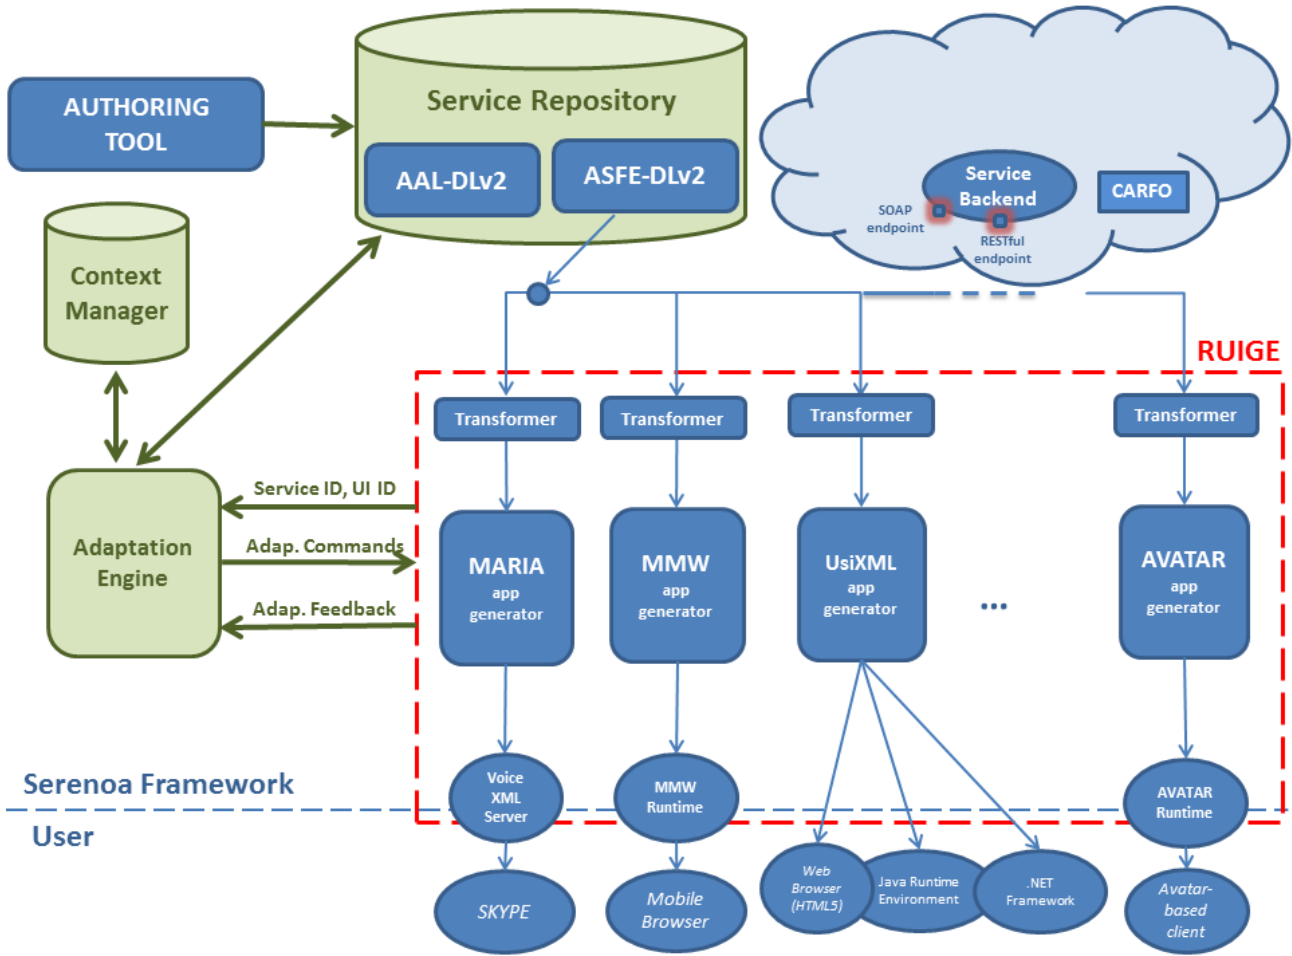 AUTHORING
TOOL
Service Repository
AAL-DLv2
ASFE-DLv2
Service
Backend
CARFO
SOAP
endpoint
RESTful
endpoint
Context
Manager
RUIGE
Transformer
Transformer
Transformer
Transformer
Service ID, UI ID
Adap. Commands
Adap. Feedback
Adaptation
Engine
MARIA
app
generator
MMW
app
generator
UsiXML
app
generator
...
AVATAR
app
generator
Serenoa Framework
User
Voice
XML
Server
MMW
Runtime
AVATAR
Runtime
SKYPE
Mobile
Browser
Web
Browser
(HTML5)
Java Runtime
Environment
.NET
Framework
Avatar-
based
client